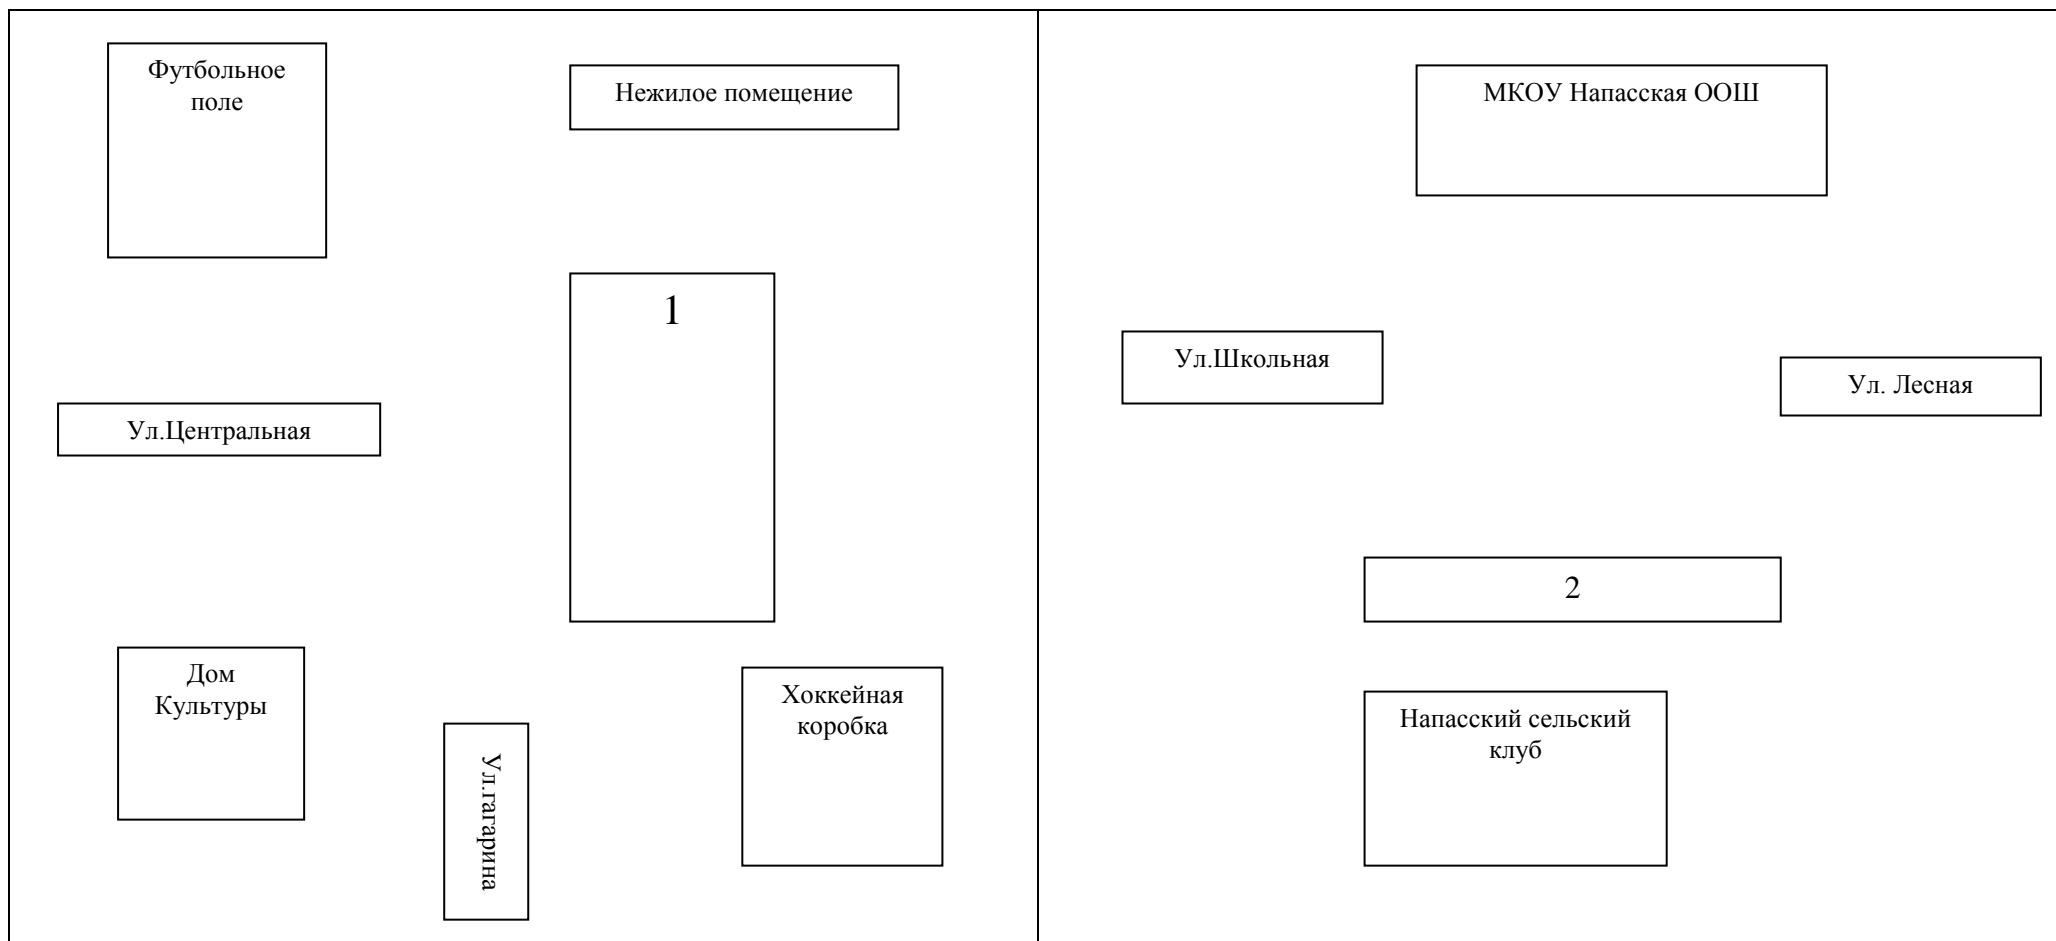 Футбольное
поле
Нежилое помещение
1
Ул.Центральная
Дом
Культуры
Ул.гагарина
Хоккейная
коробка
МКОУ Напасская ООШ
Ул.Школьная
Ул. Лесная
2
Напасский сельский
клуб